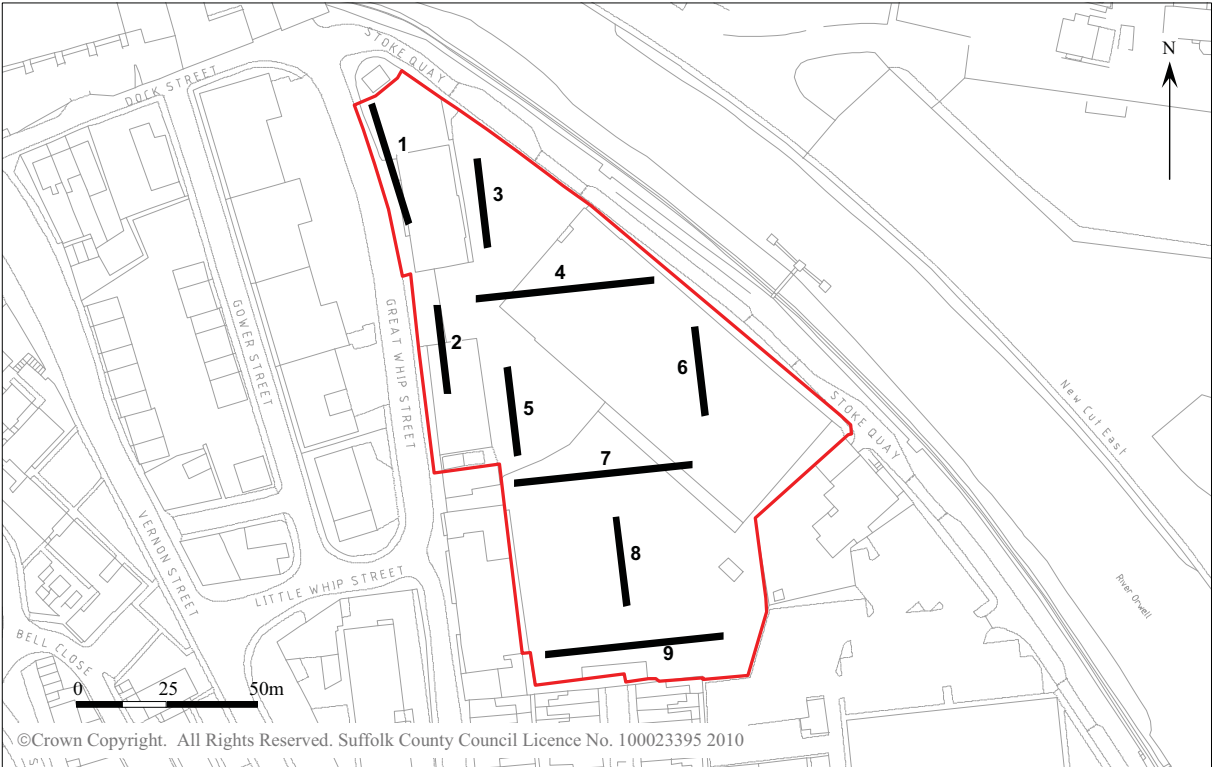 STOKE QUAY
N
DOCK STREET
1
3
4
2
GOWER STREET
GREAT WHIP STREET
6
5
New Cut East
STOKE QUAY
7
VERNON STREET
8
LITTLE WHIP STREET
River Orwell
BELL CLOSE
9
0 25 50m
©Crown Copyright. All Rights Reserved. Suffolk County Council Licence No. 100023395 2010